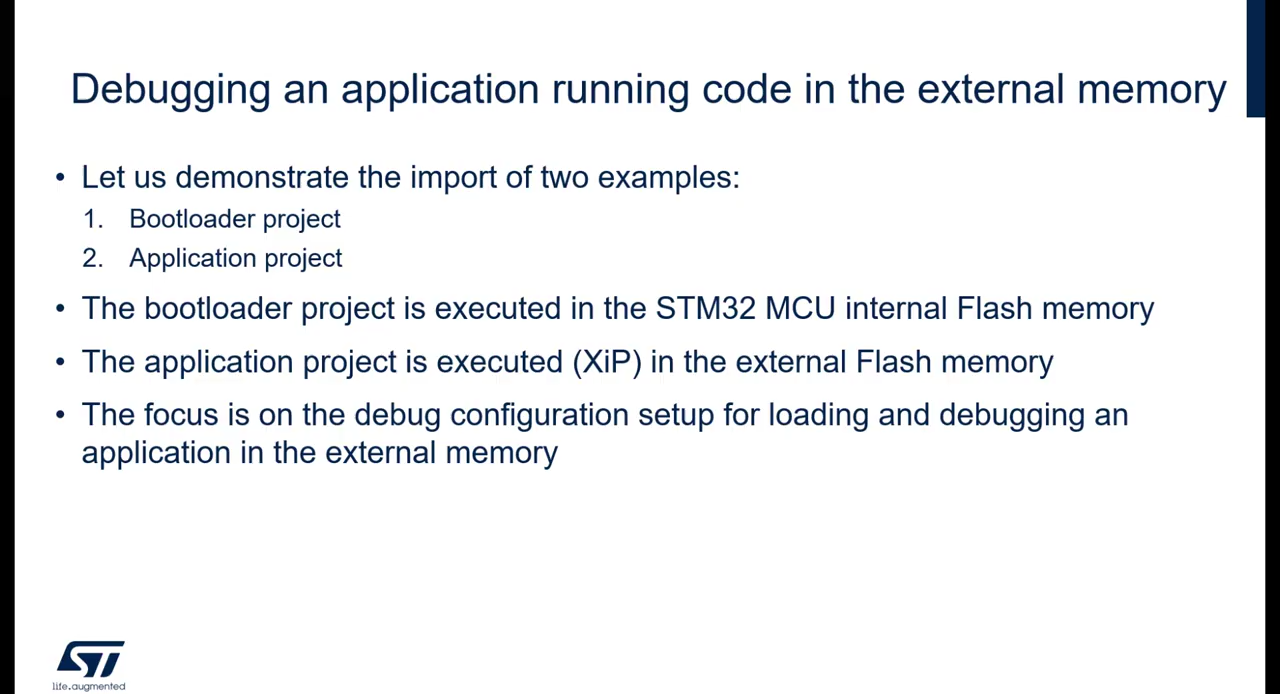 Debugging an application running code in the external memory
• Let us demonstrate the import of two examples:
1. Bootloader project
2. Application project
• The bootloader project is executed in the STM32 MCU internal Flash memory
• The application project is executed (XiP) in the external Flash memory
• The focus is on the debug configuration setup for loading and debugging an
application in the external memory
ST
life.augmented